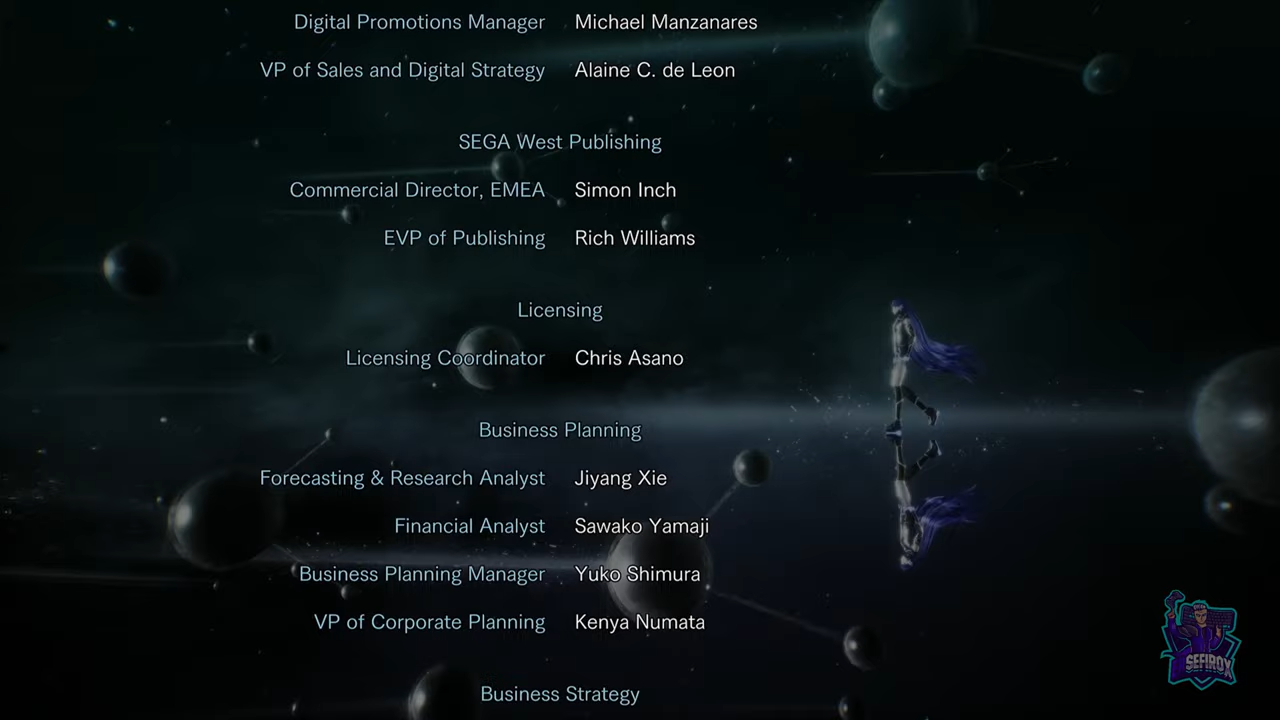 Digital Promotions Manager Michael Manzanares
VP of Sales and Digital Strategy Alaine C. de Leon
SEGA West Publishing
Commercial Director, EMEA Simon Inch
EVP of Publishing Rich Williams
Licensing
Licensing Coordinator Chris Asano
Business Planning
Forecasting & Research Analyst Jiyang Xie
Financial Analyst Sawako Yamaji
Business Planning Manager Yuko Shimura
VP of Corporate Planning Kenya Numata
SEFIROX
Business Strategy